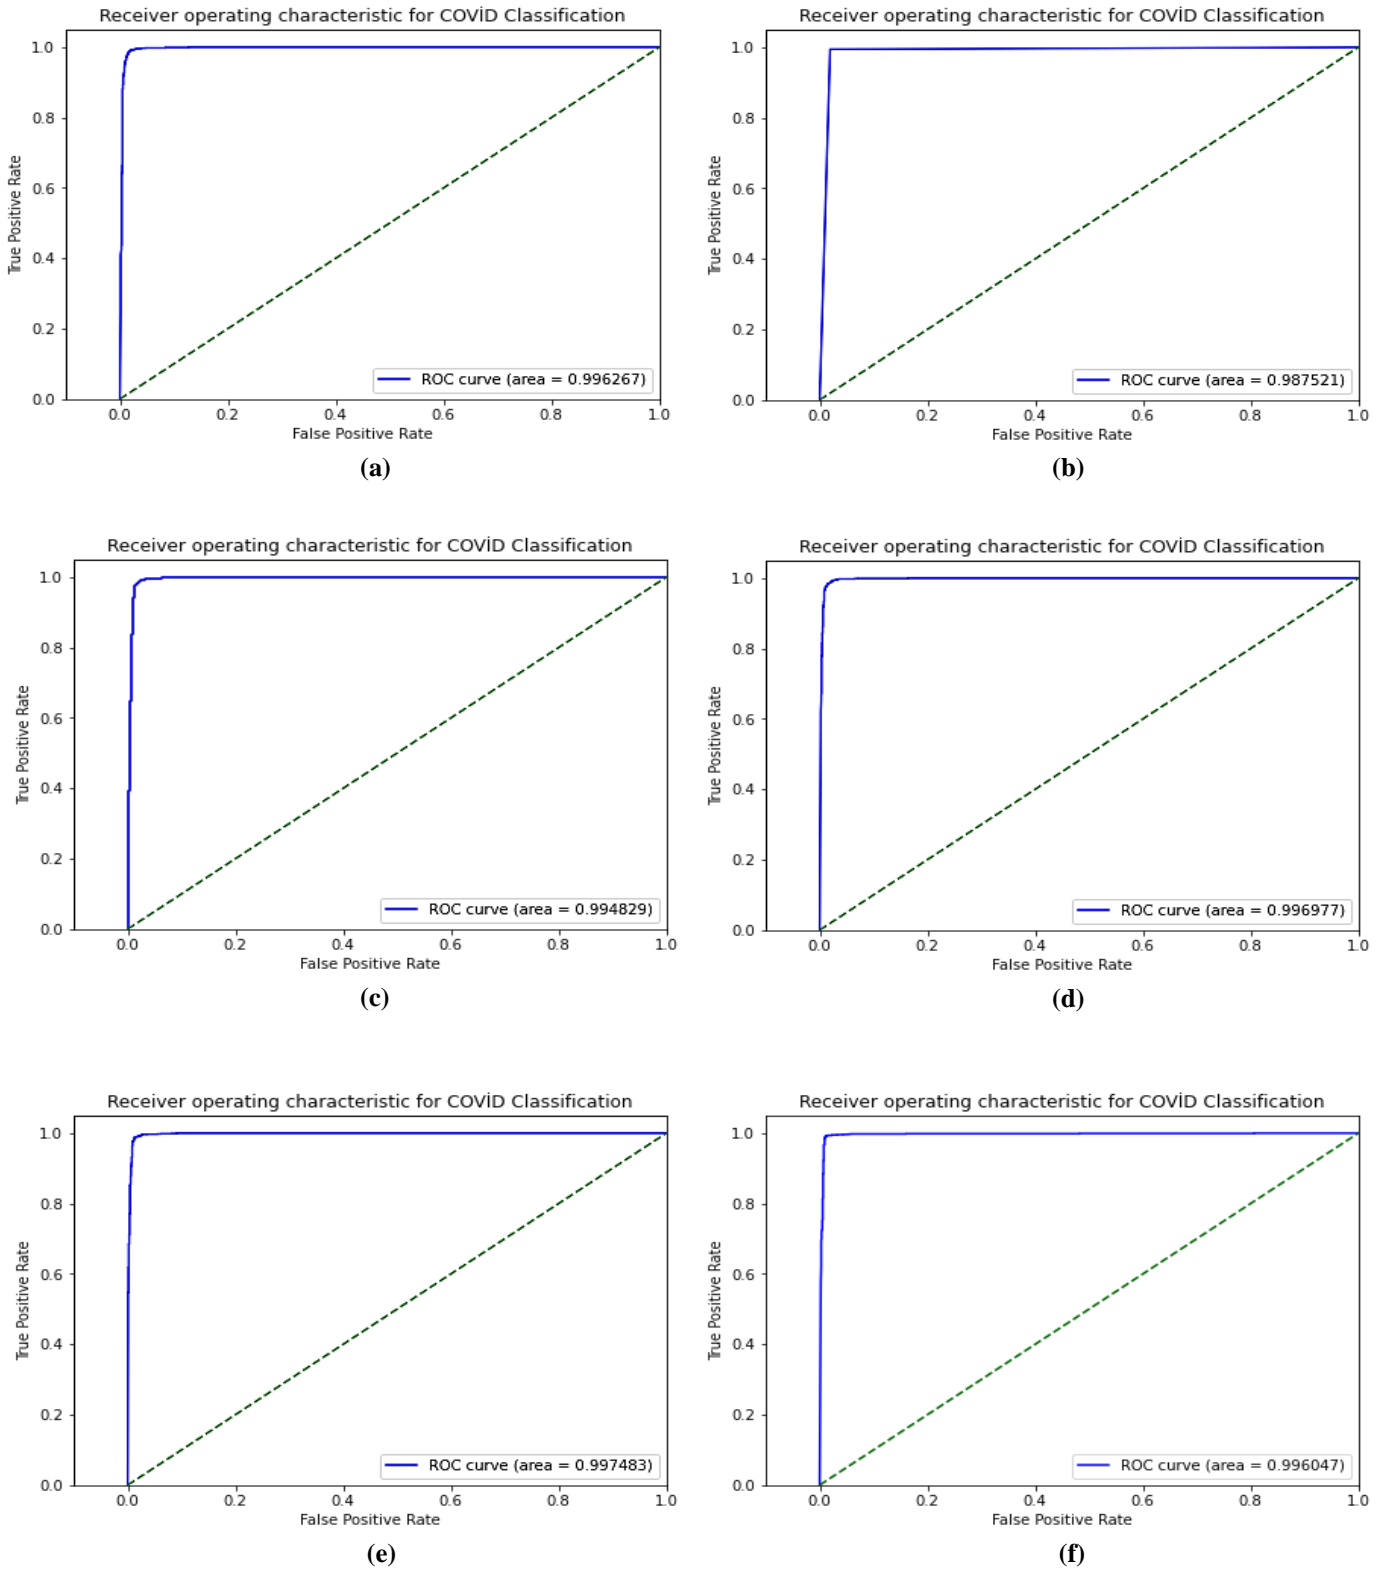 Receiver operating characteristic for COVİD Classification
True Positive Rate
1.0
0.8
0.6
0.4
0.2
0.0
ROC curve (area = 0.996267)
0.0 0.2 0.4 0.6 0.8 1.0
False Positive Rate
(a)
Receiver operating characteristic for COVİD Classification
True Positive Rate
1.0
0.8
0.6
0.4
0.2
0.0
ROC curve (area = 0.987521)
0.0 0.2 0.4 0.6 0.8 1.0
False Positive Rate
(b)
Receiver operating characteristic for COVİD Classification
True Positive Rate
1.0
0.8
0.6
0.4
0.2
0.0
ROC curve (area = 0.994829)
0.0 0.2 0.4 0.6 0.8 1.0
False Positive Rate
(c)
Receiver operating characteristic for COVİD Classification
True Positive Rate
1.0
0.8
0.6
0.4
0.2
0.0
ROC curve (area = 0.996977)
0.0 0.2 0.4 0.6 0.8 1.0
False Positive Rate
(d)
Receiver operating characteristic for COVİD Classification
True Positive Rate
1.0
0.8
0.6
0.4
0.2
0.0
ROC curve (area = 0.997483)
0.0 0.2 0.4 0.6 0.8 1.0
False Positive Rate
(e)
Receiver operating characteristic for COVİD Classification
True Positive Rate
1.0
0.8
0.6
0.4
0.2
0.0
ROC curve (area = 0.996047)
0.0 0.2 0.4 0.6 0.8 1.0
False Positive Rate
(f)